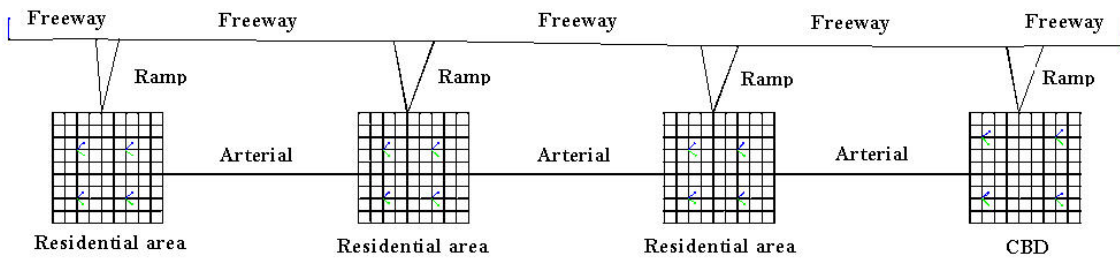 Freeway Freeway Freeway Freeway Freeway
Ramp Ramp Ramp Ramp
Arterial Arterial Arterial
Residential area Residential area Residential area CBD